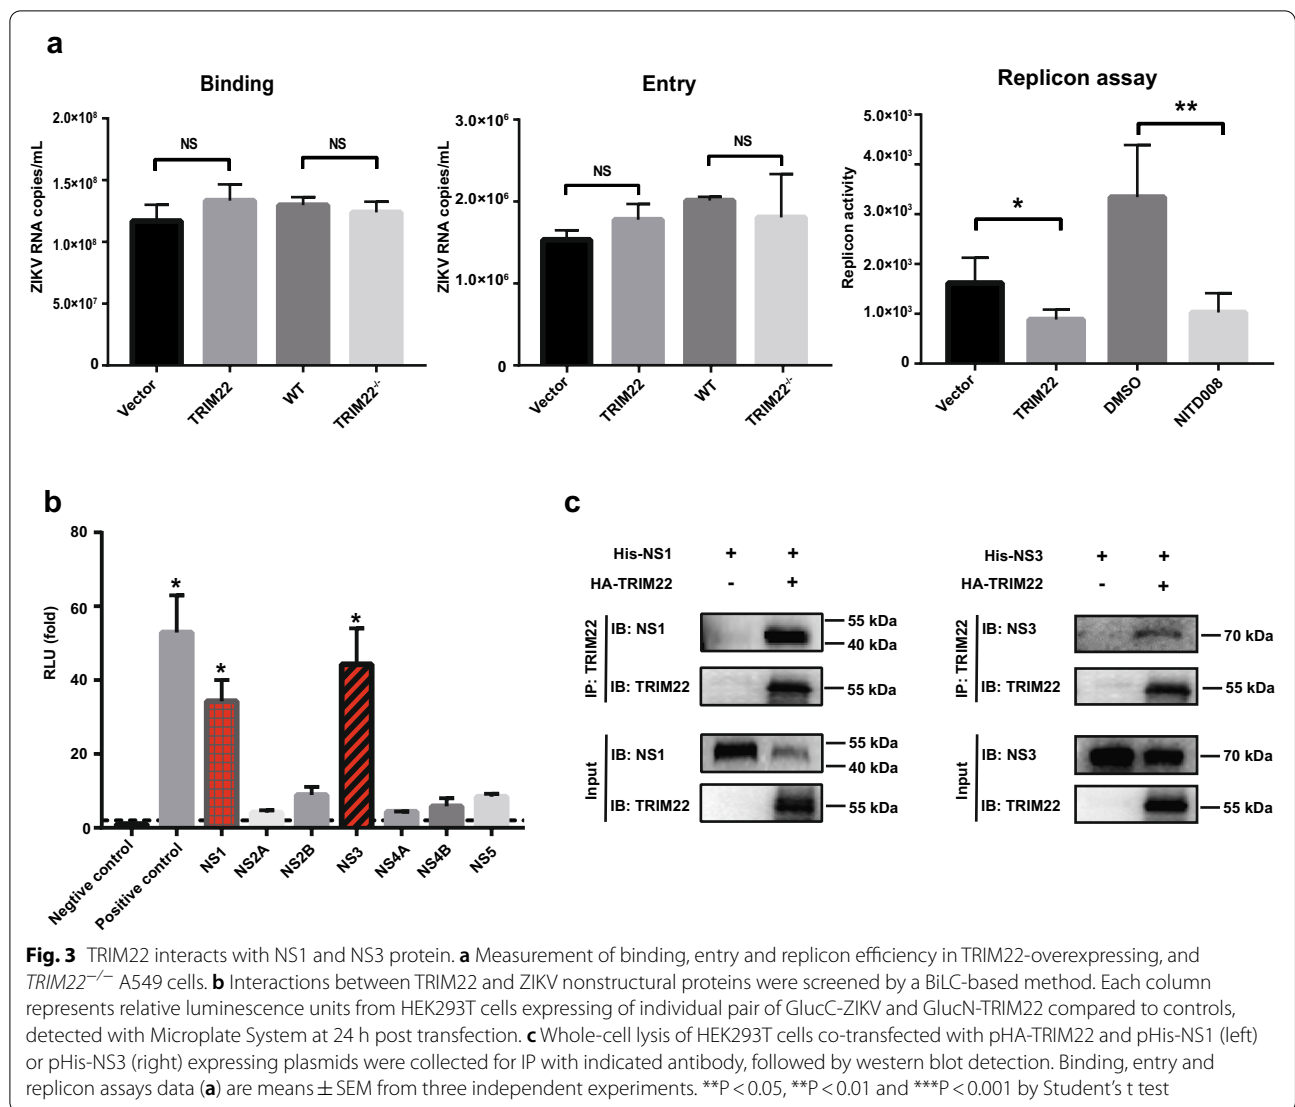 a
Binding
ZIKV RNA copies/mL
2.0×10⁸
1.5×10⁸
1.0×10⁸
5.0×10⁷
0
NS
NS
Vector
TRIM22
WT
TRIM22-/-
Entry
ZIKV RNA copies/mL
3.0×10⁶
2.0×10⁶
1.0×10⁶
0
NS
NS
Vector
TRIM22
WT
TRIM22-/-
Replicon assay
Replicon activity
5.0×10³
4.0×10³
3.0×10³
2.0×10³
1.0×10³
0
*
**
Vector
TRIM22
DMSO
NITD008
b
RLU (fold)
80
60
40
20
0
*
*
*
Negtive control
Positive control
NS1
NS2A
NS2B
NS3
NS4A
NS4B
NS5
c
His-NS1 + +
HA-TRIM22 - +
IP: TRIM22
IB: NS1
55 kDa
40 kDa
IB: TRIM22
55 kDa
Input
IB: NS1
55 kDa
40 kDa
IB: TRIM22
55 kDa
His-NS3 + +
HA-TRIM22 - +
IP: TRIM22
IB: NS3
70 kDa
IB: TRIM22
55 kDa
Input
IB: NS3
70 kDa
IB: TRIM22
55 kDa
Fig. 3 TRIM22 interacts with NS1 and NS3 protein. a Measurement of binding, entry and replicon efficiency in TRIM22-overexpressing, and
TRIM22−/− A549 cells. b Interactions between TRIM22 and ZIKV nonstructural proteins were screened by a BiLC-based method. Each column
represents relative luminescence units from HEK293T cells expressing of individual pair of GlucC-ZIKV and GlucN-TRIM22 compared to controls,
detected with Microplate System at 24 h post transfection. c Whole-cell lysis of HEK293T cells co-transfected with pHA-TRIM22 and pHis-NS1 (left)
or pHis-NS3 (right) expressing plasmids were collected for IP with indicated antibody, followed by western blot detection. Binding, entry and
replicon assays data (a) are means ± SEM from three independent experiments. **P < 0.05, **P < 0.01 and ***P < 0.001 by Student's t test